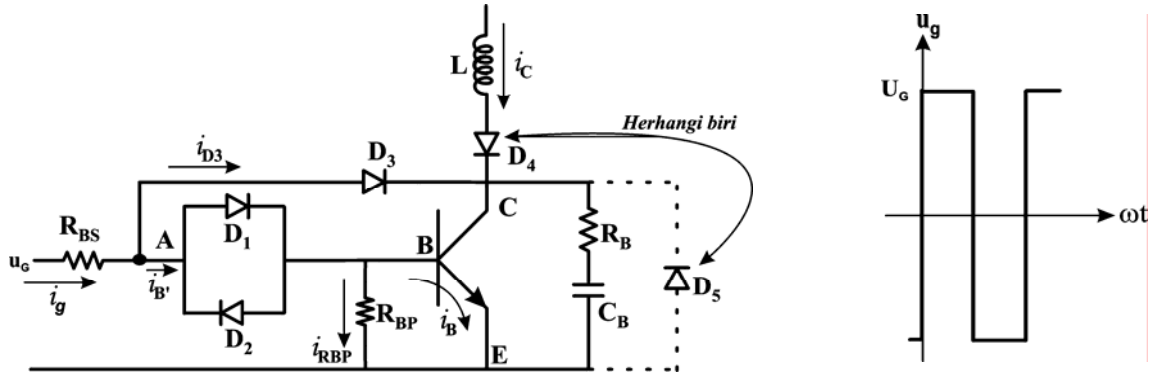 L
i_C
Herhangi biri
D_4
i_D3
D_3
C
R_BS
A
D_1
B
R_B
u_G
i_g
i_B'
D_2
i_RBP
R_BP
i_B
E
C_B
D_5
u_g
U_G
ωt